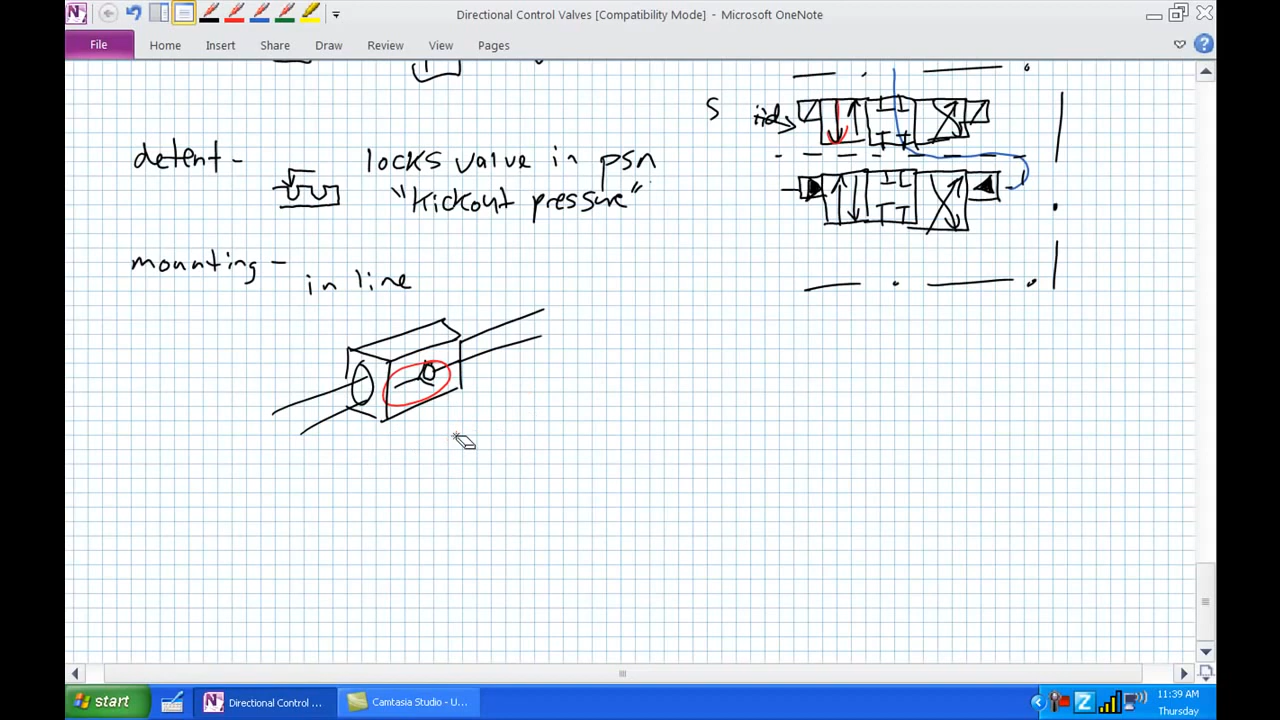 Directional Control Valves [Compatibility Mode] - Microsoft OneNote
File Home Insert Share Draw Review View Pages
S
detent - locks valve in psn
"Kickout pressure"
mounting - in line
start
Directional Control ...
Camtasia Studio - U...
11:39 AM
Thursday